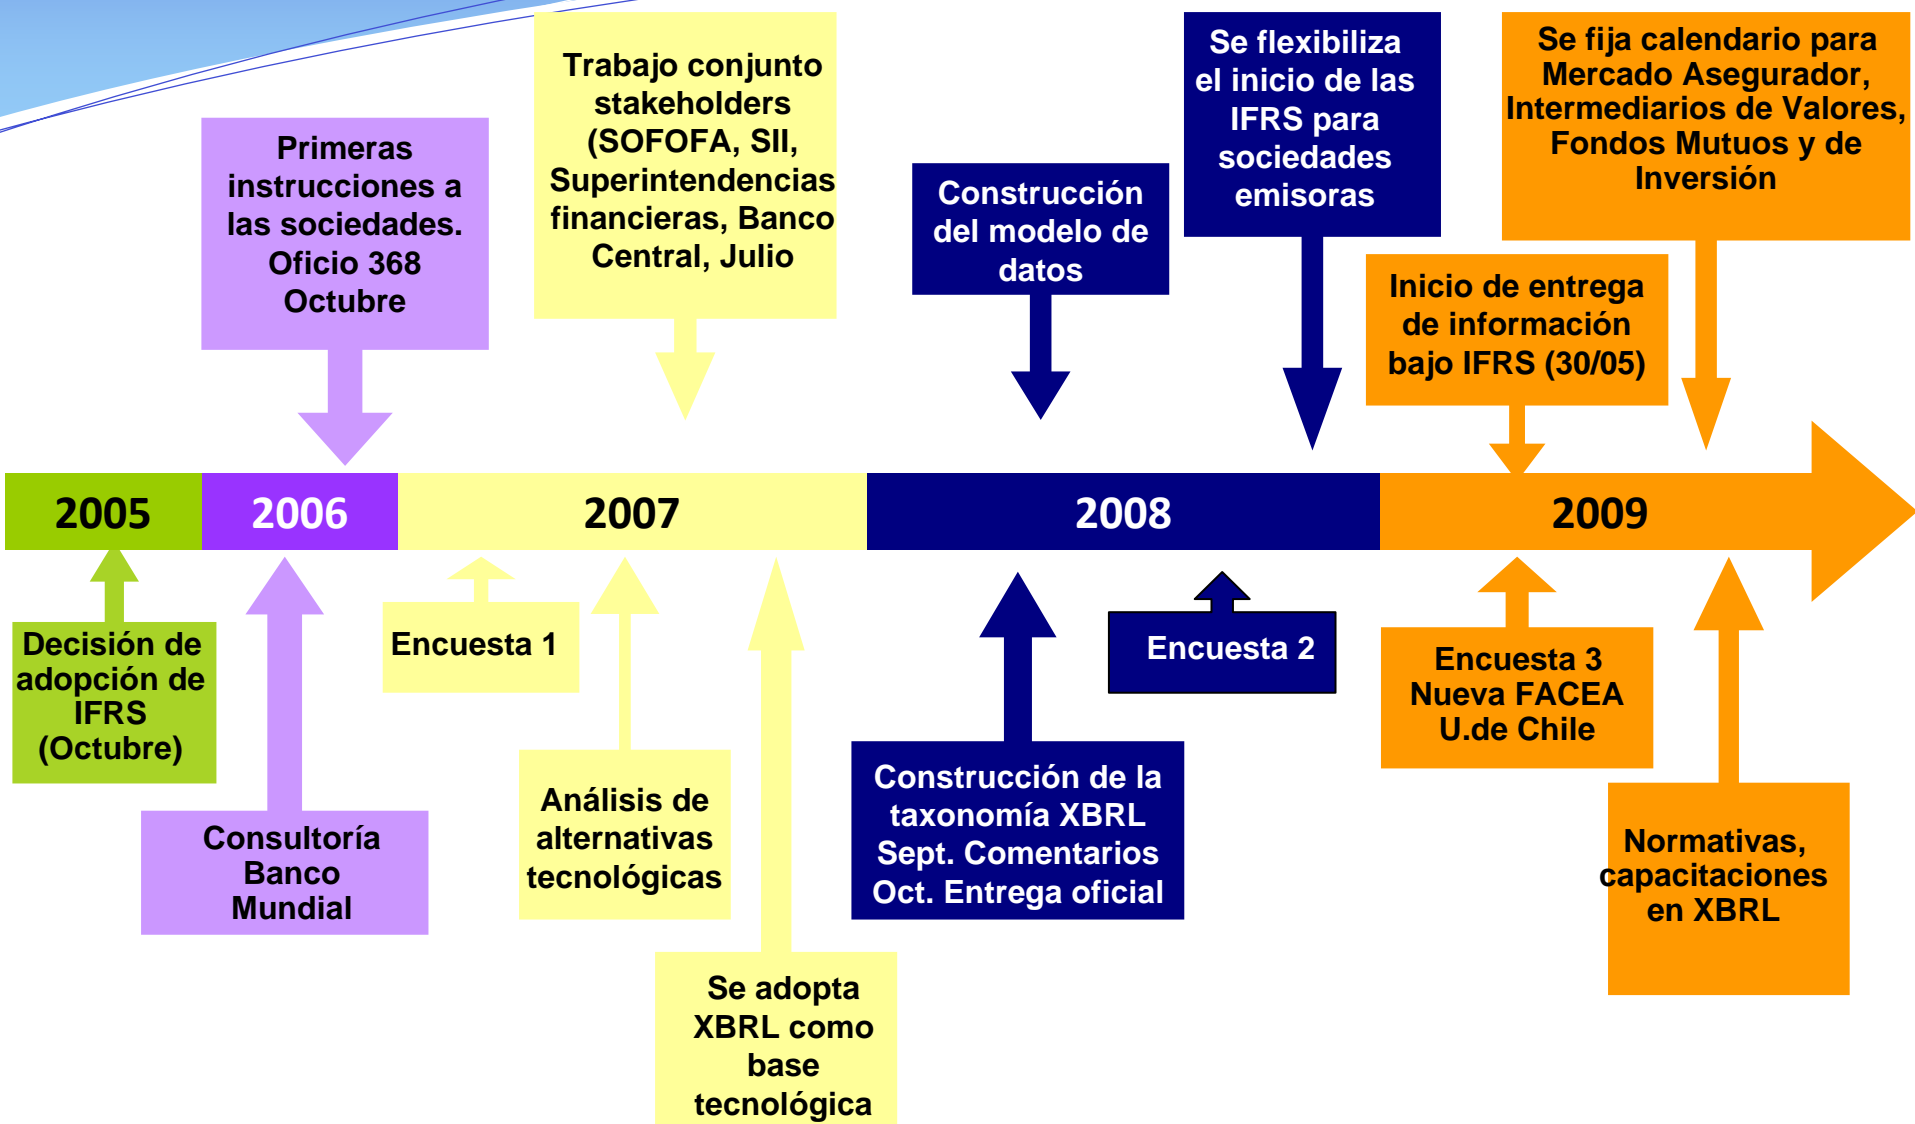 Primeras
instrucciones a
las sociedades.
Oficio 368
Octubre
Trabajo conjunto
stakeholders
(SOFOFA, SII,
Superintendencias
financieras, Banco
Central, Julio
Construcción
del modelo de
datos
Se flexibiliza
el inicio de las
IFRS para
sociedades
emisoras
Inicio de entrega
de información
bajo IFRS (30/05)
Se fija calendario para
Mercado Asegurador,
Intermediarios de Valores,
Fondos Mutuos y de
Inversión
2005
2006
2007
2008
2009
Decisión de
adopción de
IFRS
(Octubre)
Consultoría
Banco
Mundial
Encuesta 1
Análisis de
alternativas
tecnológicas
Se adopta
XBRL como
base
tecnológica
Construcción de la
taxonomía XBRL
Sept. Comentarios
Oct. Entrega oficial
Encuesta 2
Encuesta 3
Nueva FACEA
U.de Chile
Normativas,
capacitaciones
en XBRL